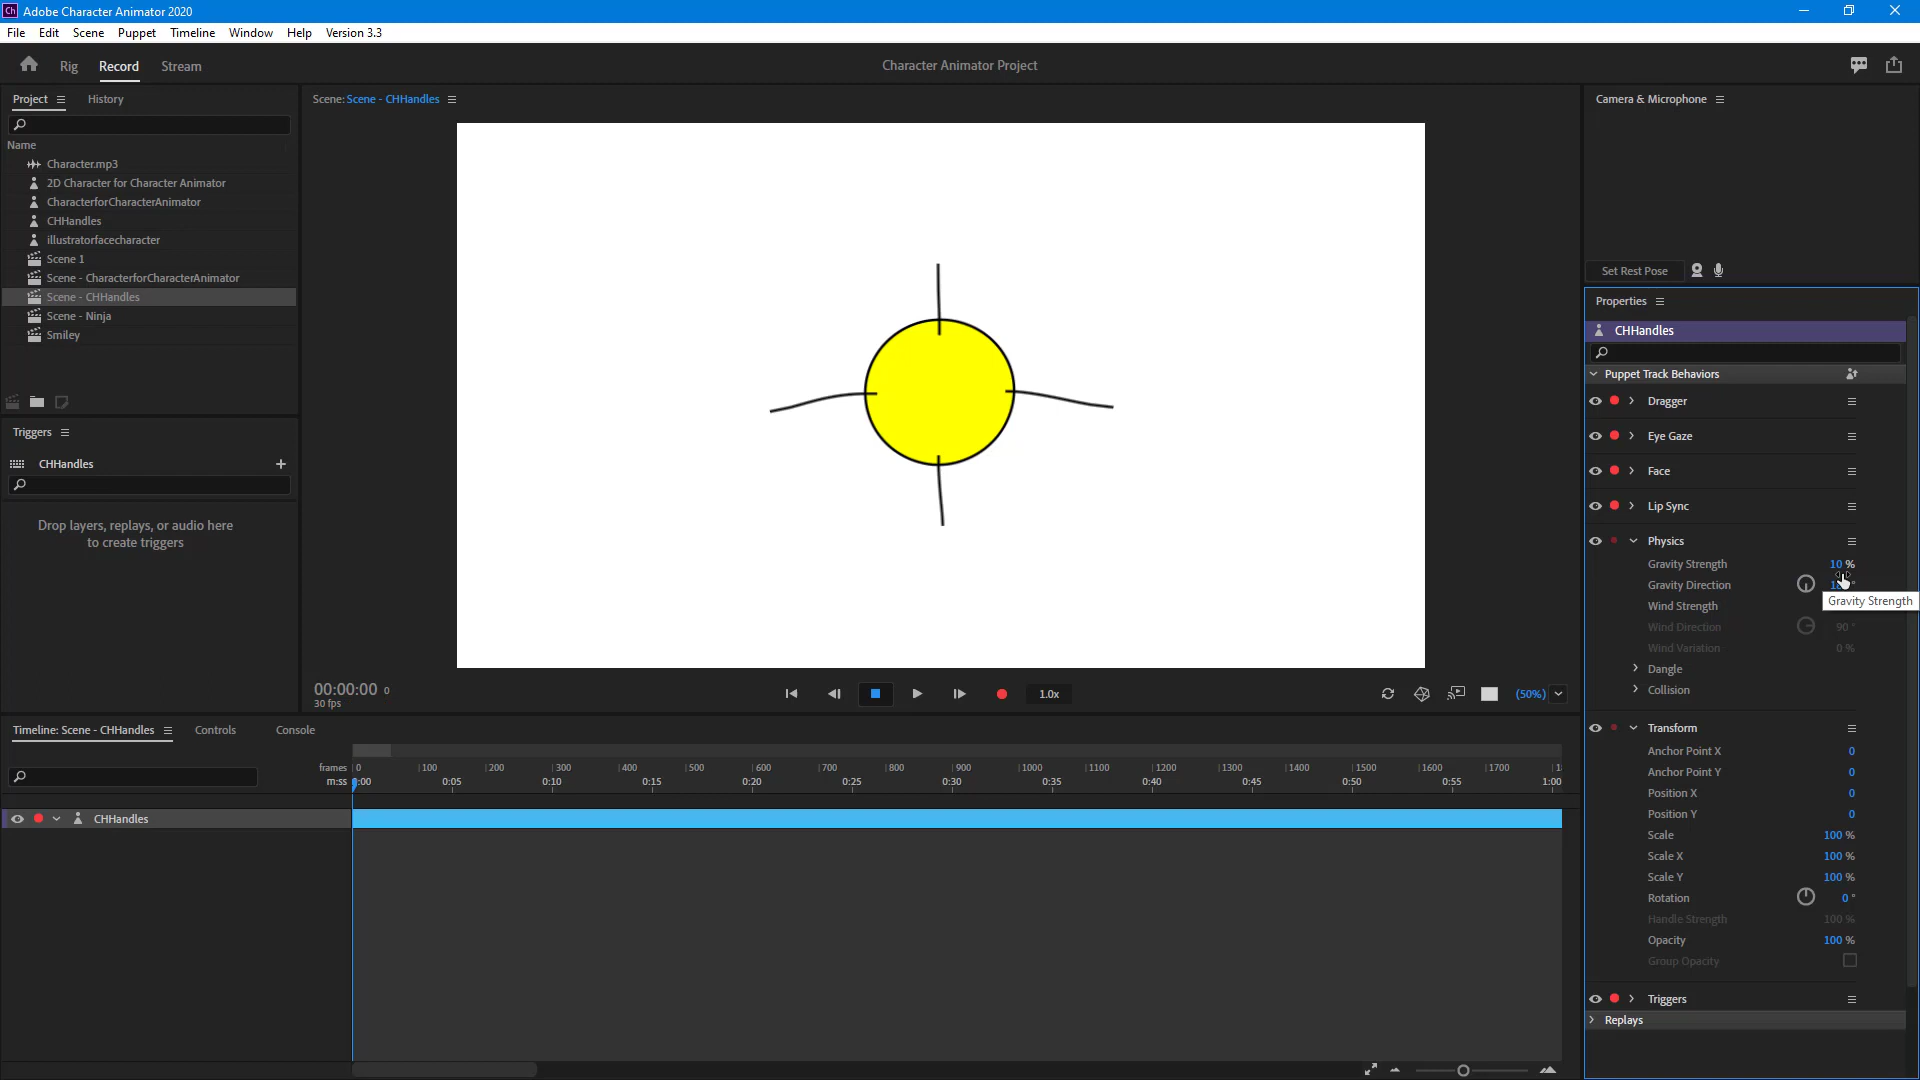 Ch Adobe Character Animator 2020
File Edit Scene Puppet Timeline Window Help Version 3.3
Rig Record Stream Character Animator Project
Project History
Name
Character.mp3
2D Character for Character Animator
CharacterforCharacterAnimator
CHHandles
illustratorfacecharacter
Scene 1
Scene - CharacterforCharacterAnimator
Scene - CHHandles
Scene - Ninja
Smiley
Triggers
CHHandles +
Drop layers, replays, or audio here
to create triggers
Scene: Scene - CHHandles
00:00:00 0
30 fps
1.0x
(50%)
Camera & Microphone
Set Rest Pose
Properties
CHHandles
Puppet Track Behaviors
Dragger
Eye Gaze
Face
Lip Sync
Physics
Gravity Strength 10 %
Gravity Direction
Gravity Strength
Wind Strength
Wind Direction 90 °
Wind Variation 0 %
Dangle
Collision
Transform
Anchor Point X 0
Anchor Point Y 0
Position X 0
Position Y 0
Scale 100 %
Scale X 100 %
Scale Y 100 %
Rotation 0 °
Handle Strength 100 %
Opacity 100 %
Group Opacity
Triggers
Replays
Timeline: Scene - CHHandles Controls Console
frames 0 100 200 300 400 500 600 700 800 900 1000 1100 1200 1300 1400 1500 1600 1700
m:ss 0:00 0:05 0:10 0:15 0:20 0:25 0:30 0:35 0:40 0:45 0:50 0:55 1:00
CHHandles